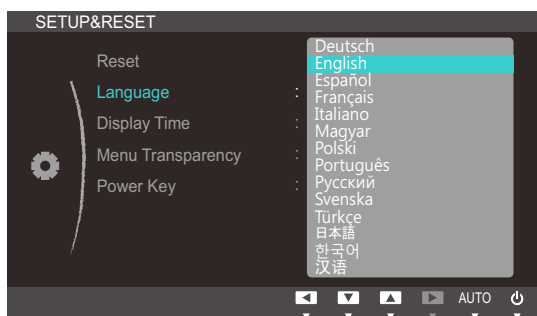 SETUP&RESET
Reset
Language :
Display Time :
Menu Transparency :
Power Key :
Deutsch
English
Español
Français
Italiano
Magyar
Polski
Português
Русский
Svenska
Türkçe
日本語
한국어
汉语
AUTO